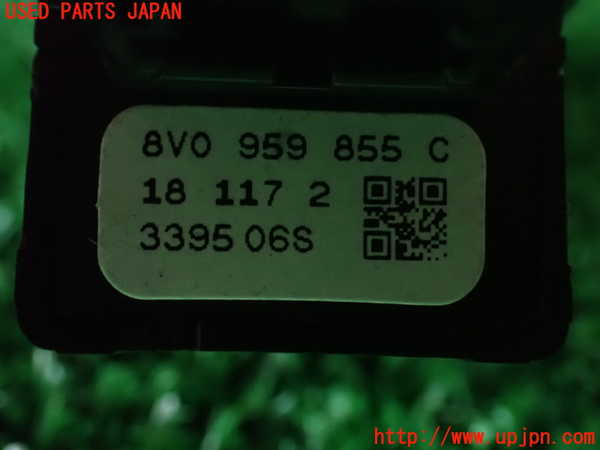 USED PARTS JAPAN
8V0 959 855 C
18 117 2
3395 06S
http://www.upjpn.com/